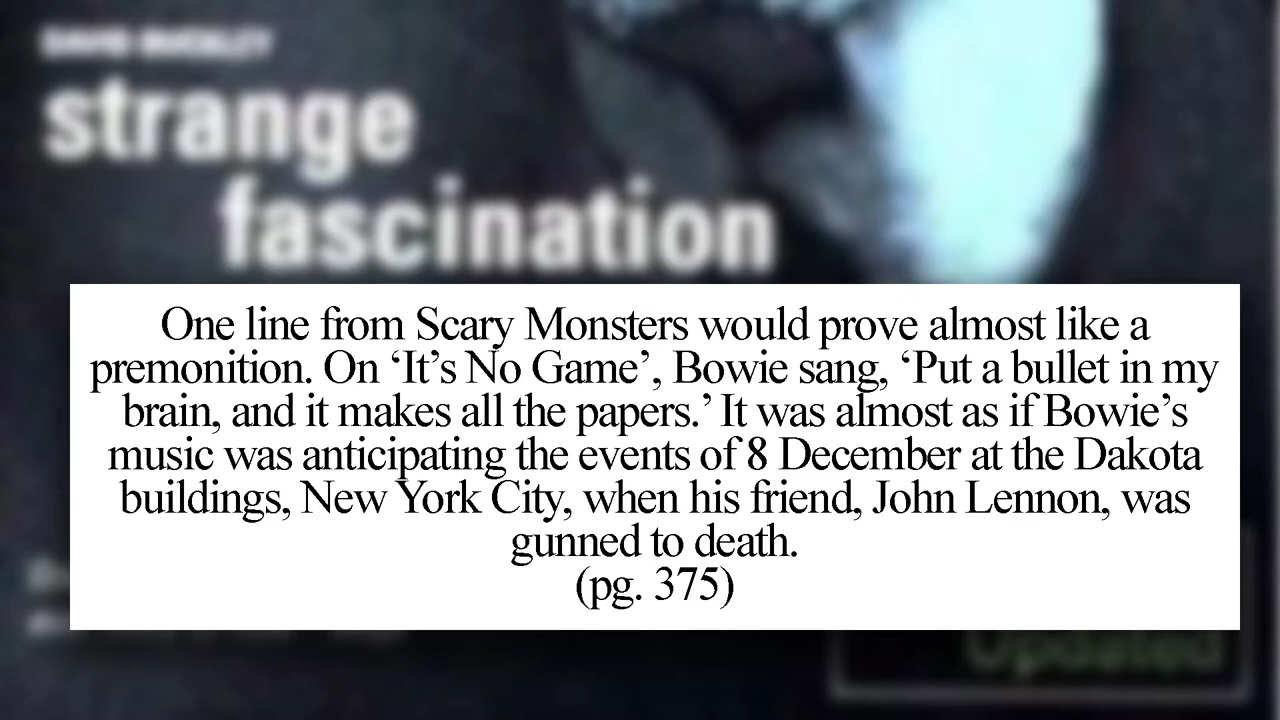 DAVID BUCKLEY
strange
fascination
One line from Scary Monsters would prove almost like a
premonition. On ‘It’s No Game’, Bowie sang, ‘Put a bullet in my
brain, and it makes all the papers.’ It was almost as if Bowie’s
music was anticipating the events of 8 December at the Dakota
buildings, New York City, when his friend, John Lennon, was
gunned to death.
(pg. 375)
Updated